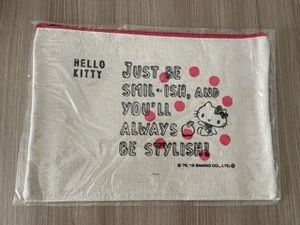 HELLO
KITTY
JUST BE
SMIL-ISH, AND
YOU'LL
ALWAYS
BE STYLISH!
© '76, '19 SANRIO CO., LTD.